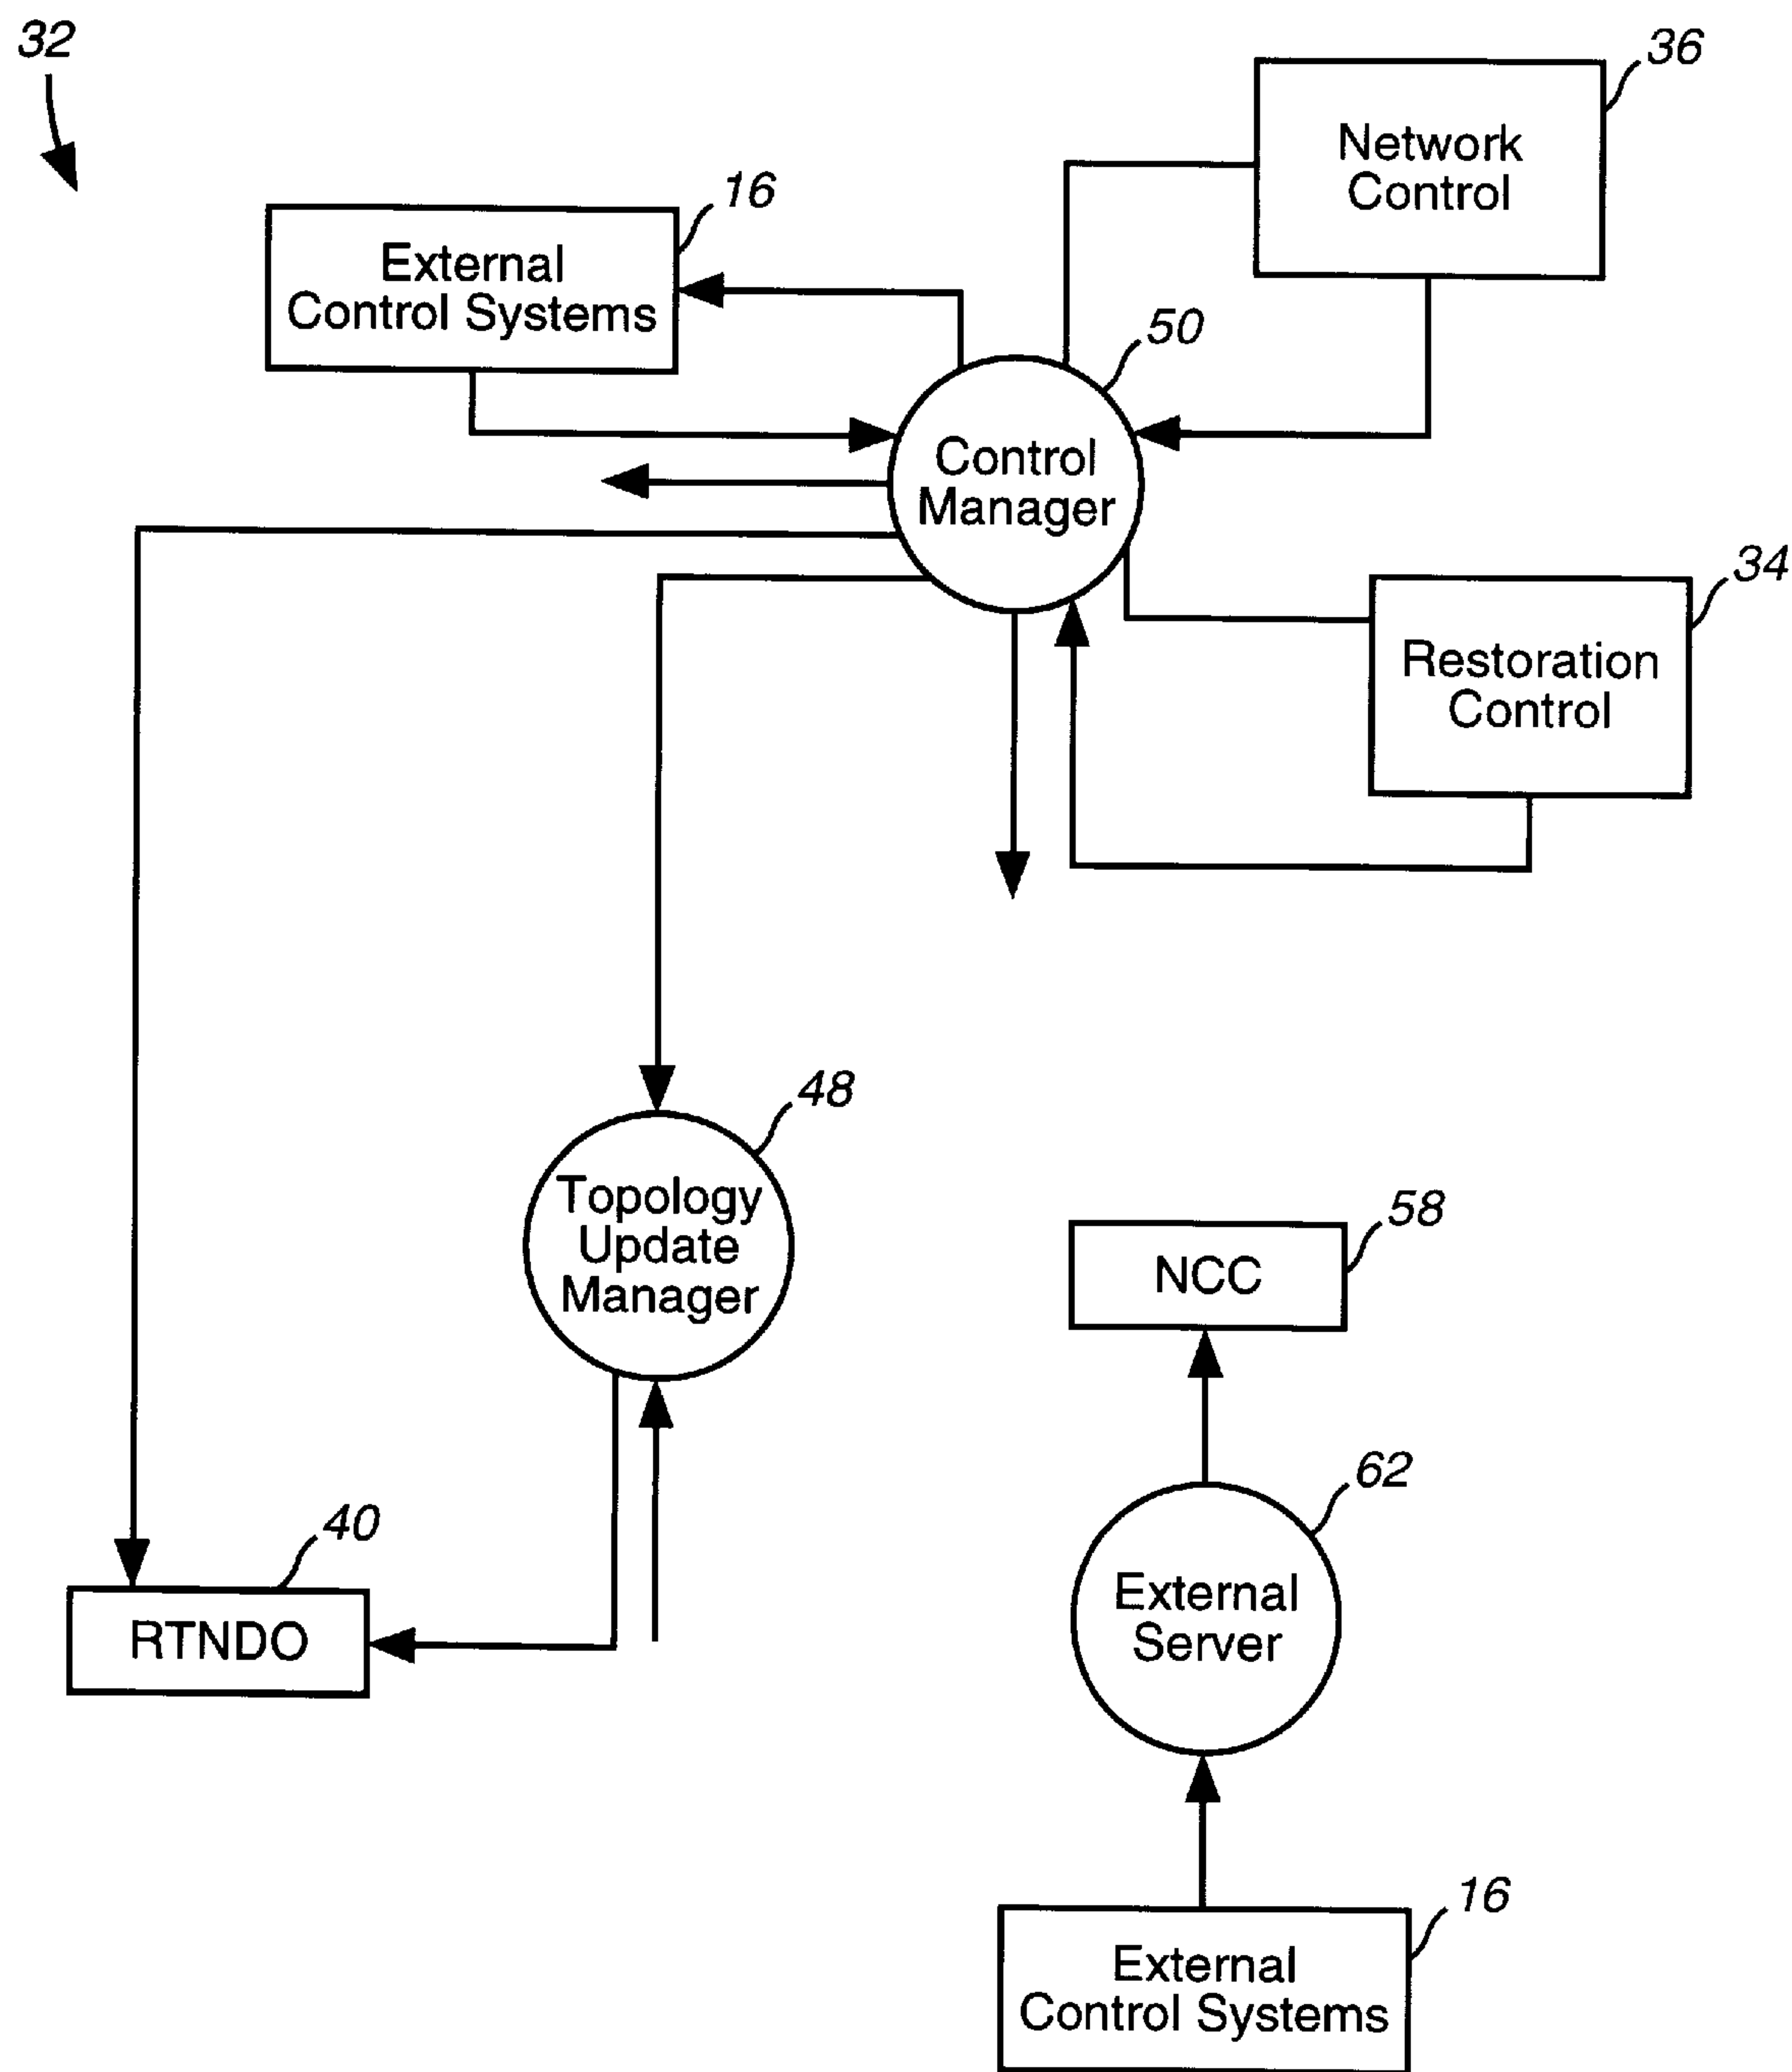 32
36
Network
Control
16
External
Control Systems
50
Control
Manager
34
Restoration
Control
48
Topology
Update
Manager
58
NCC
62
External
Server
40
RTNDO
16
External
Control Systems